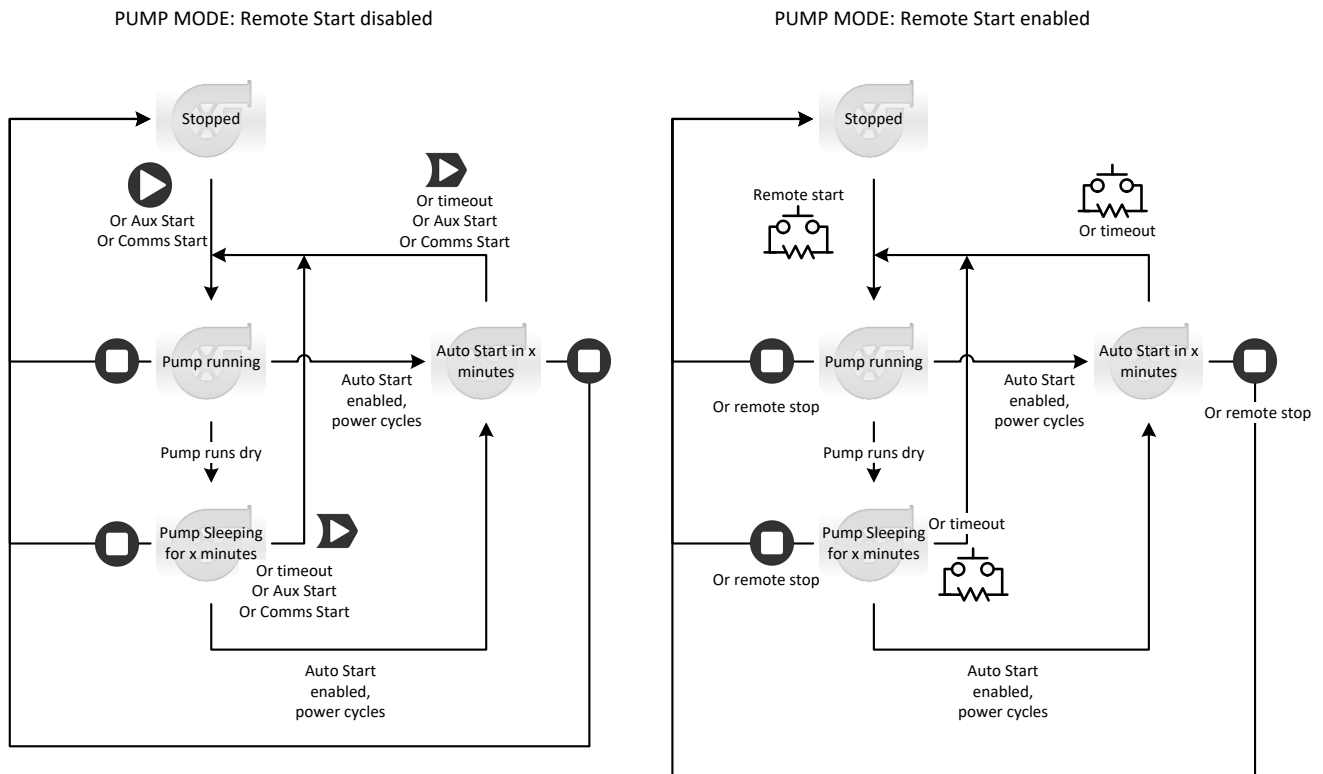 PUMP MODE: Remote Start disabled
Stopped
Or Aux Start
Or Comms Start
Or timeout
Or Aux Start
Or Comms Start
Pump running
Auto Start in x
minutes
Auto Start
enabled,
power cycles
Pump runs dry
Pump Sleeping
for x minutes
Or timeout
Or Aux Start
Or Comms Start
Auto Start
enabled,
power cycles
PUMP MODE: Remote Start enabled
Stopped
Remote start
Or timeout
Pump running
Auto Start in x
minutes
Or remote stop
Auto Start
enabled,
power cycles
Or remote stop
Pump runs dry
Pump Sleeping
for x minutes
Or timeout
Or remote stop
Auto Start
enabled,
power cycles